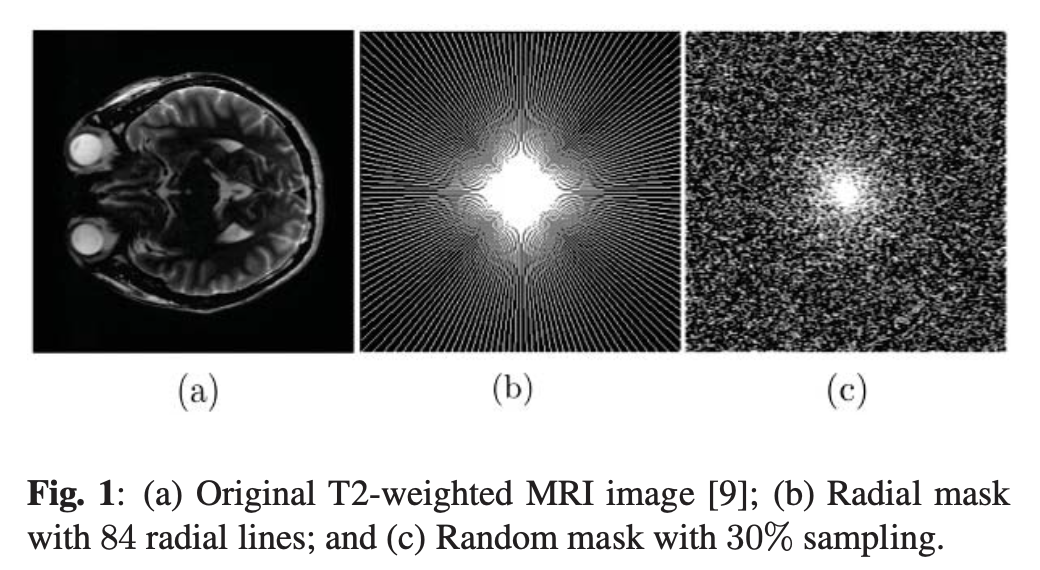 (a) (b) (c)
Fig. 1: (a) Original T2-weighted MRI image [9]; (b) Radial mask
with 84 radial lines; and (c) Random mask with 30% sampling.